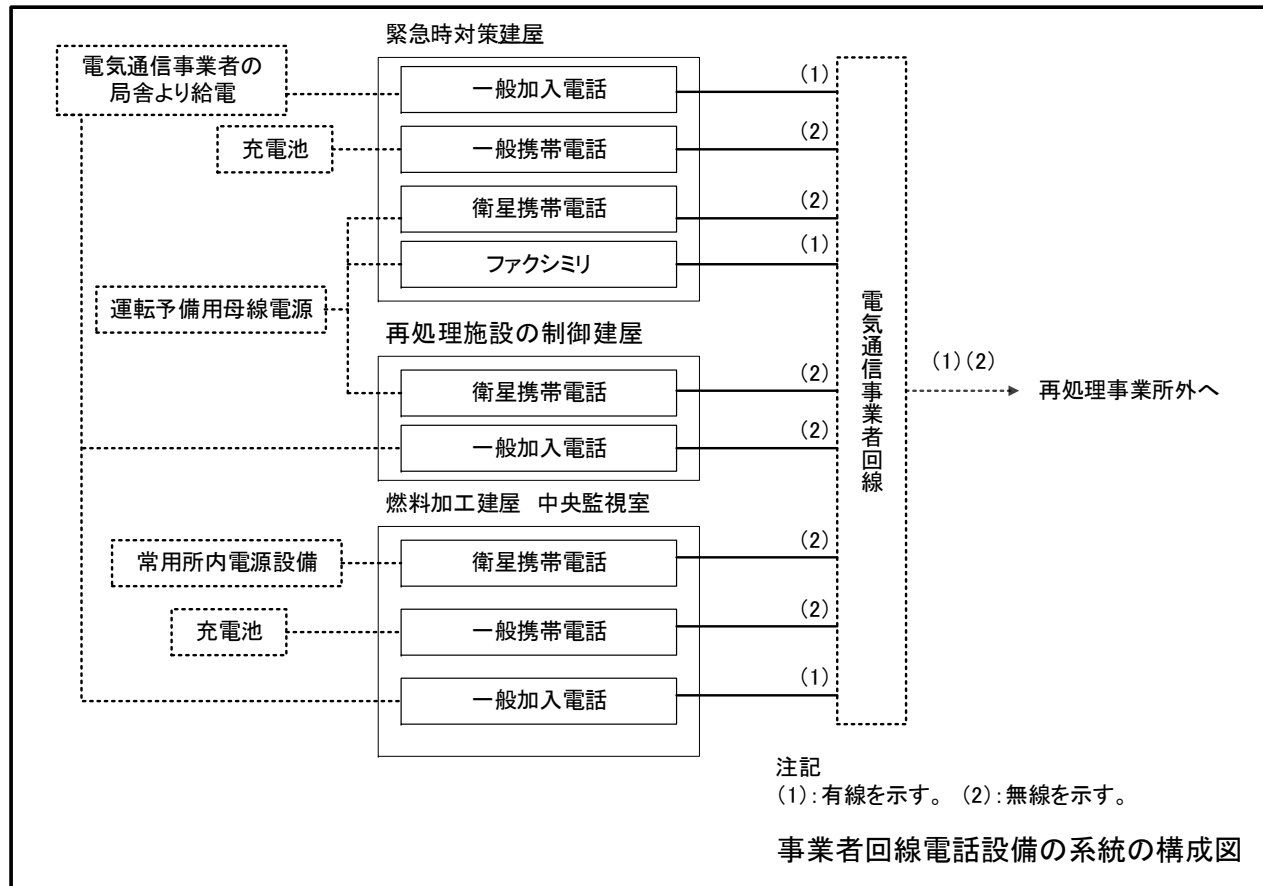 緊急時対策建屋
電気通信事業者の
局舎より給電
一般加入電話
(1)
充電池
一般携帯電話
(2)
衛星携帯電話
(2)
ファクシミリ
(1)
運転予備用母線電源
再処理施設の制御建屋
衛星携帯電話
(2)
一般加入電話
(2)
電気通信事業者回線
(1)(2)
再処理事業所外へ
燃料加工建屋 中央監視室
常用所内電源設備
衛星携帯電話
(2)
充電池
一般携帯電話
(2)
一般加入電話
(1)
注記
(1):有線を示す。 (2):無線を示す。
事業者回線電話設備の系統の構成図